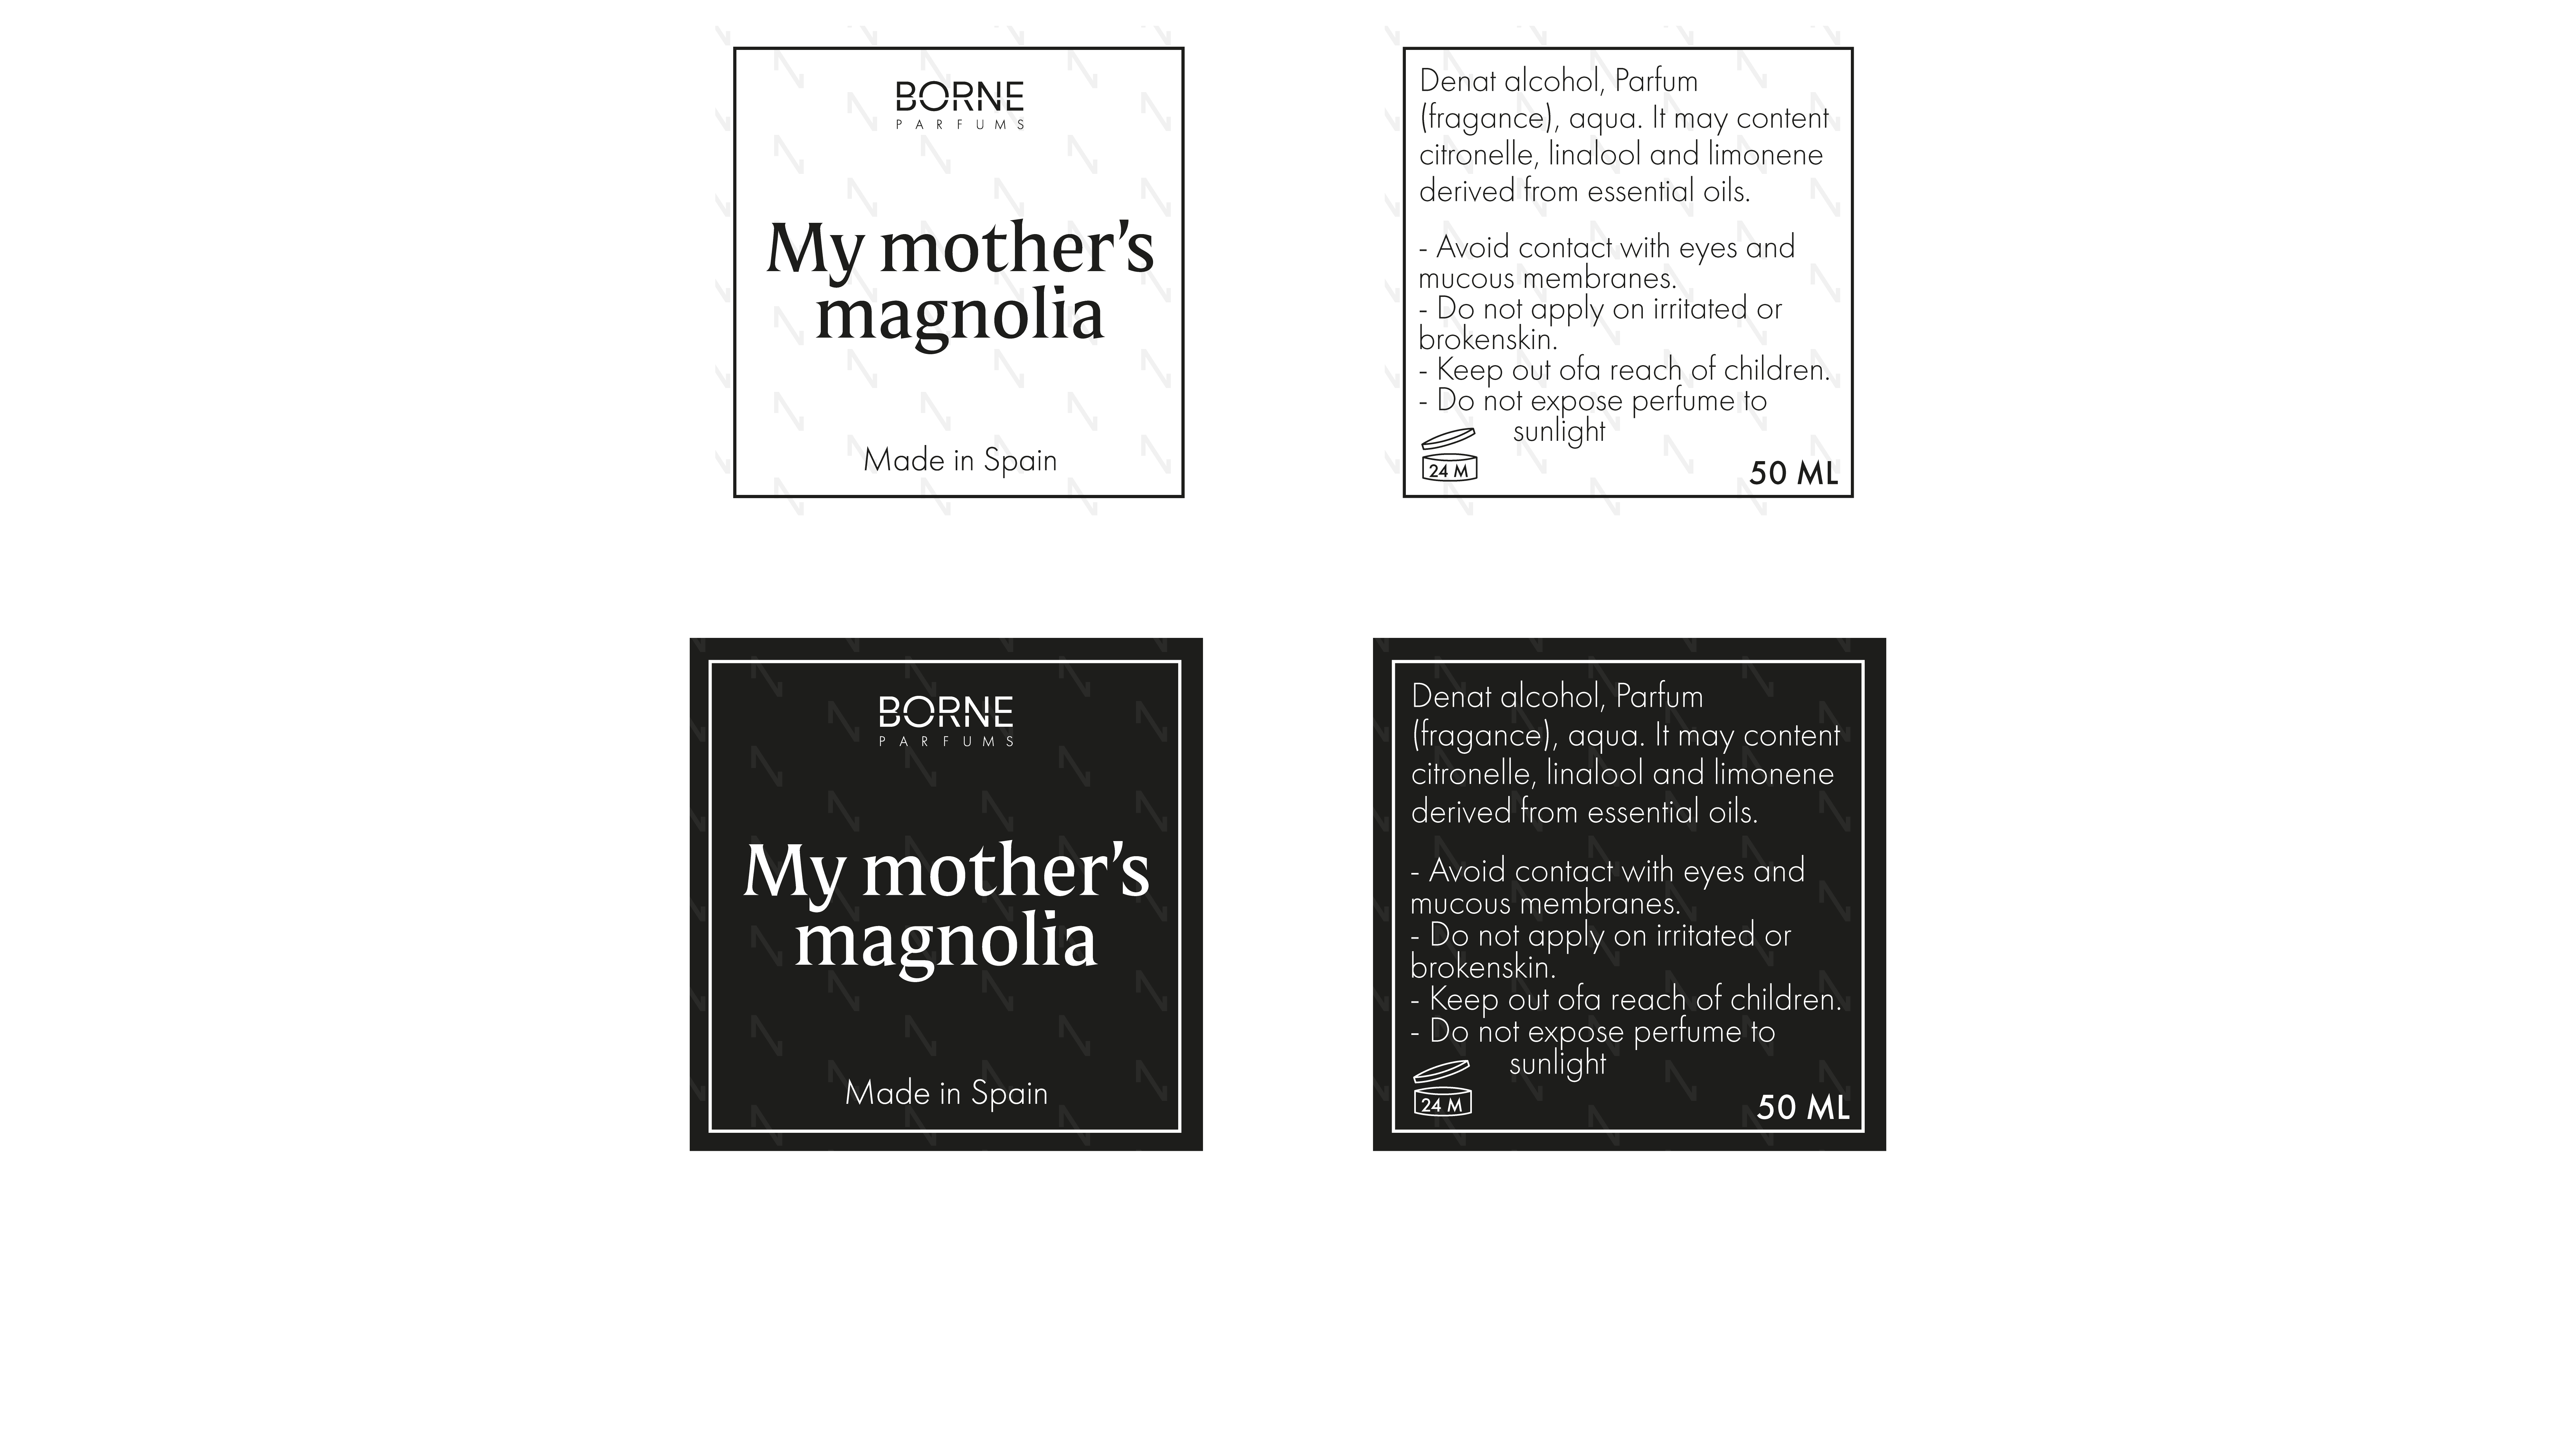 BORNE
PARFUMS
My mother's
magnolia
Made in Spain
Denat alcohol, Parfum
(fragance), aqua. It may content
citronelle, linalool and limonene
derived from essential oils.
- Avoid contact with eyes and
mucous membranes.
- Do not apply on irritated or
brokenskin.
- Keep out ofa reach of children.
- Do not expose perfume to
sunlight
24 M
50 ML
BORNE
PARFUMS
My mother's
magnolia
Made in Spain
Denat alcohol, Parfum
(fragance), aqua. It may content
citronelle, linalool and limonene
derived from essential oils.
- Avoid contact with eyes and
mucous membranes.
- Do not apply on irritated or
brokenskin.
- Keep out ofa reach of children.
- Do not expose perfume to
sunlight
24 M
50 ML